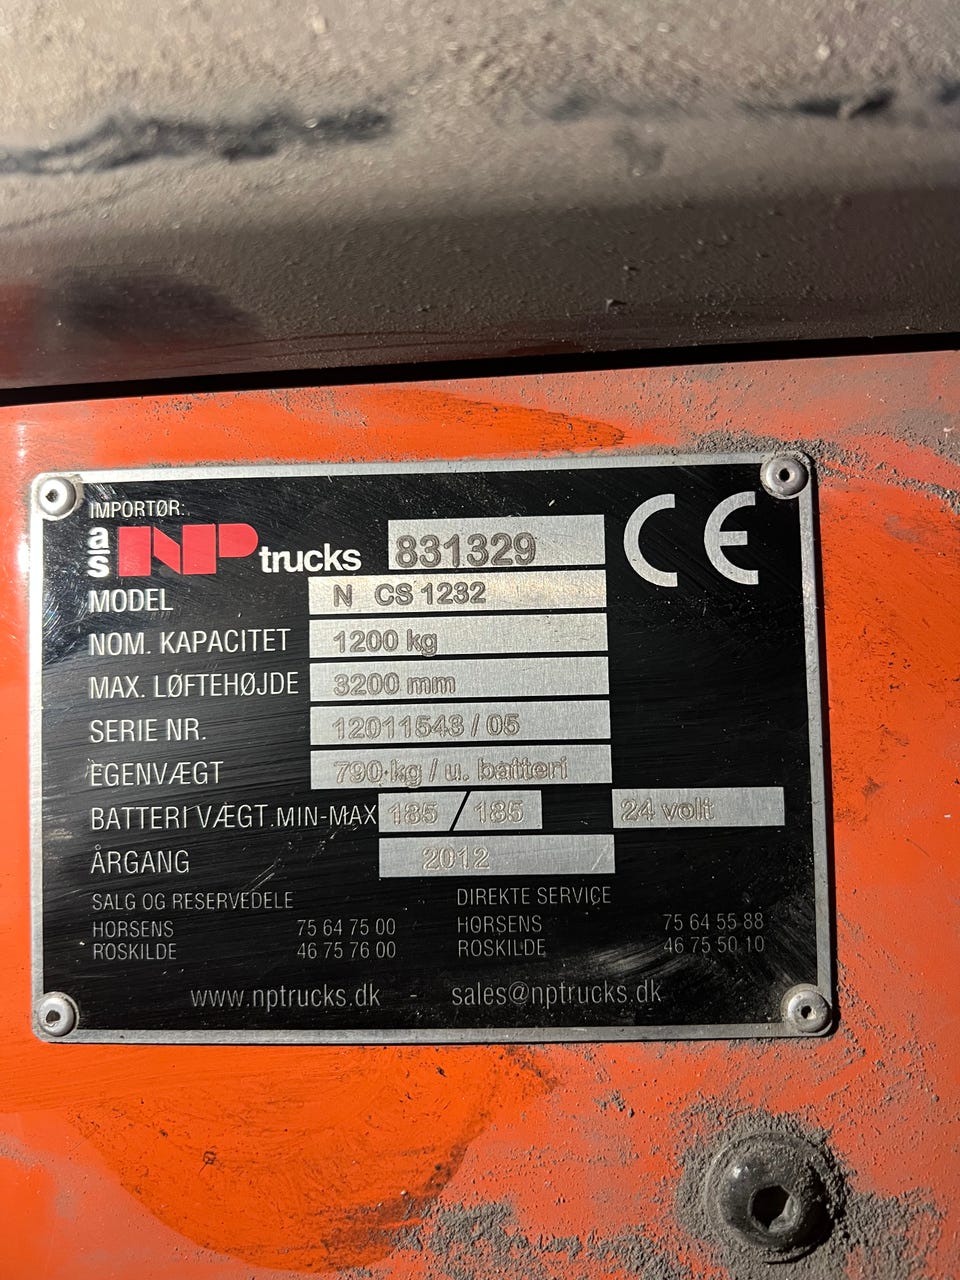 IMPORTØR:
a/s NP trucks 831329
MODEL N CS 1232
NOM. KAPACITET 1200 kg
MAX. LØFTEHØJDE 3200 mm
SERIE NR. 12011543 / 05
EGENVÆGT 790 kg / u. batteri
BATTERI VÆGT.MIN-MAX 185 / 185 24 volt
ÅRGANG 2012
SALG OG RESERVEDELE DIREKTE SERVICE
HORSENS 75 64 75 00 HORSENS 75 64 55 88
ROSKILDE 46 75 76 00 ROSKILDE 46 75 50 10
www.nptrucks.dk - sales@nptrucks.dk
CE